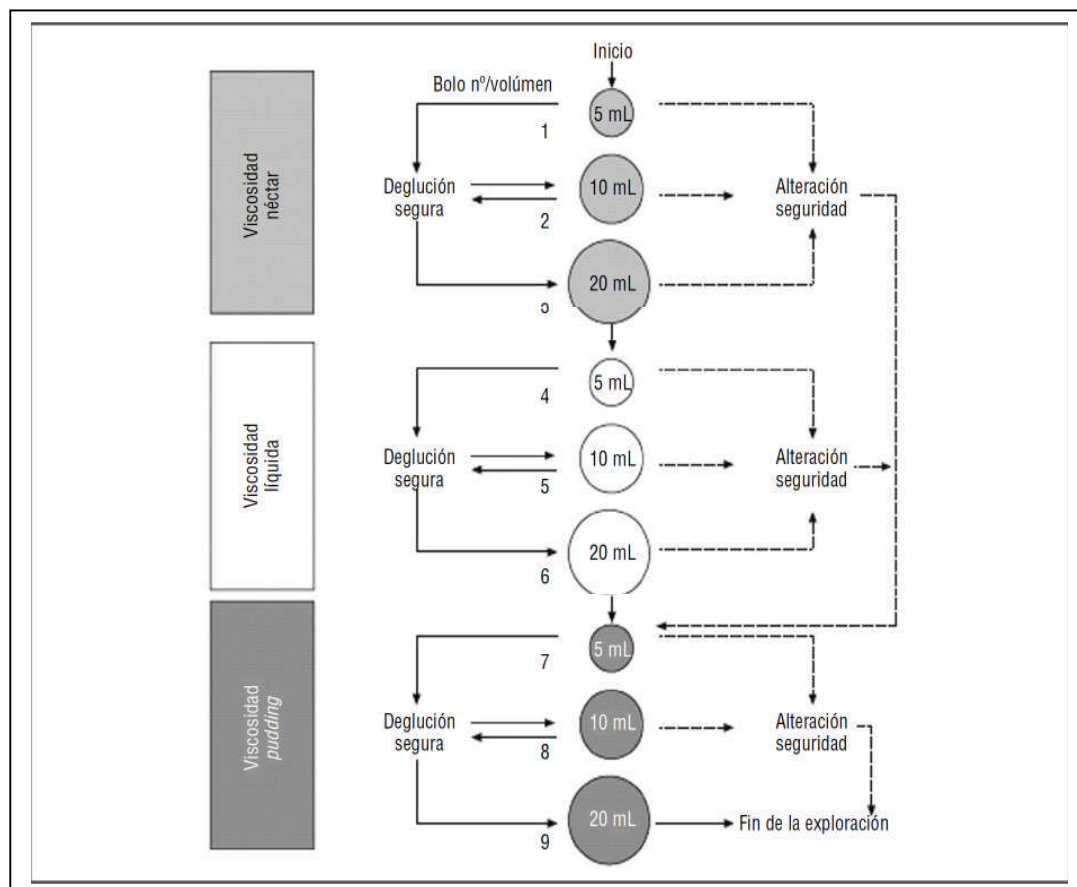 Inicio
Bolo nº/volúmen
5 mL
1
Viscosidad
néctar
Deglución
segura
10 mL
2
Alteración
seguridad
20 mL
5 mL
4
Viscosidad
líquida
Deglución
segura
10 mL
5
Alteración
seguridad
20 mL
6
5 mL
7
Viscosidad
pudding
Deglución
segura
10 mL
8
Alteración
seguridad
20 mL
9
Fin de la exploración